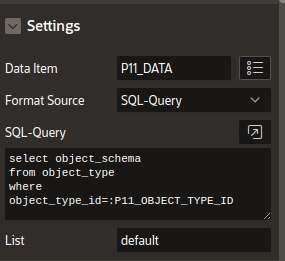 Settings
Data Item P11_DATA
Format Source SQL-Query
SQL-Query
select object_schema
from object_type
where
object_type_id=:P11_OBJECT_TYPE_ID
List default